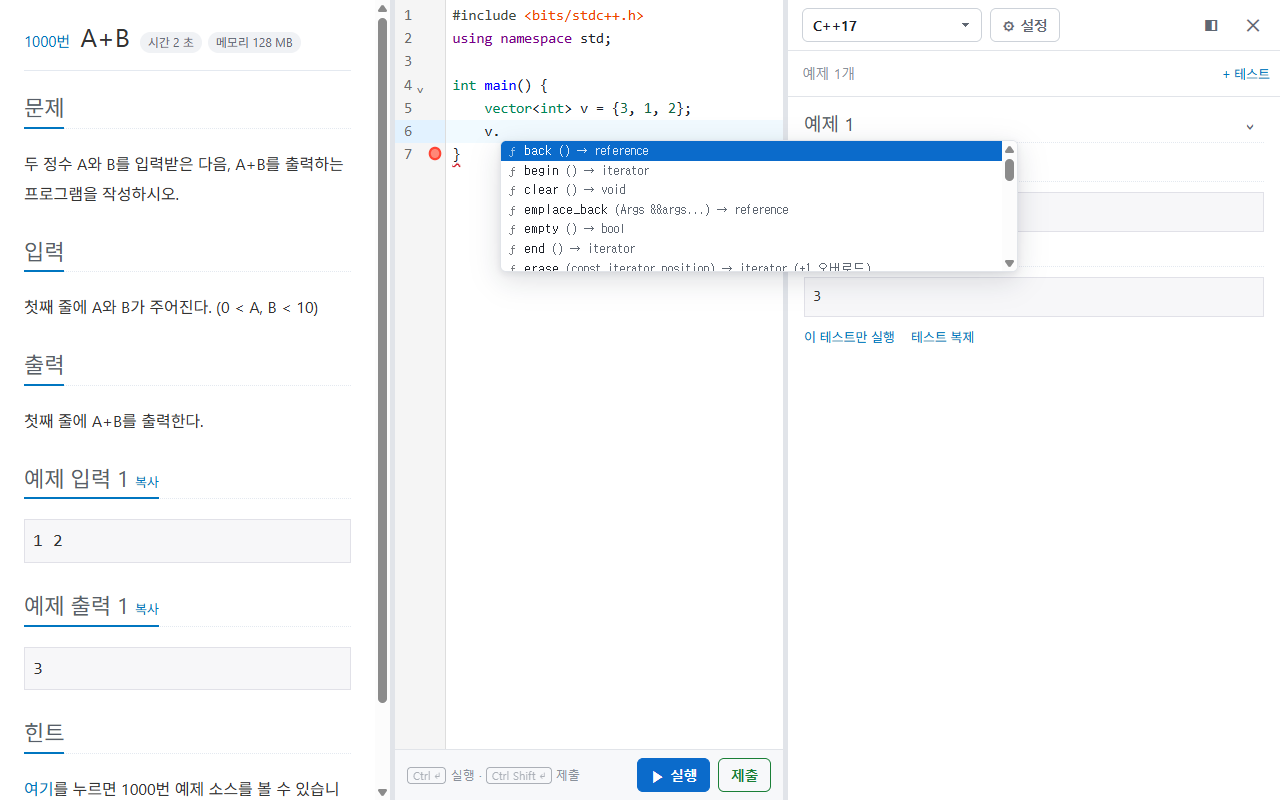 1000번 A+B 시간 2 초 메모리 128 MB
문제
두 정수 A와 B를 입력받은 다음, A+B를 출력하는
프로그램을 작성하시오.
입력
첫째 줄에 A와 B가 주어진다. (0 < A, B < 10)
출력
첫째 줄에 A+B를 출력한다.
예제 입력 1 복사
1 2
예제 출력 1 복사
3
힌트
여기를 누르면 1000번 예제 소스를 볼 수 있습니
1 #include <bits/stdc++.h>
2 using namespace std;
3
4 int main() {
5 vector<int> v = {3, 1, 2};
6 v.
7 }
ƒ back () → reference
ƒ begin () → iterator
ƒ clear () → void
ƒ emplace_back (Args &&args...) → reference
ƒ empty () → bool
ƒ end () → iterator
ƒ erase (const_iterator position) → iterator (+1 오버로드)
Ctrl ⏎ 실행 · Ctrl Shift ⏎ 제출
▶ 실행
제출
C++17
설정
예제 1개
+ 테스트
예제 1
3
이 테스트만 실행 테스트 복제